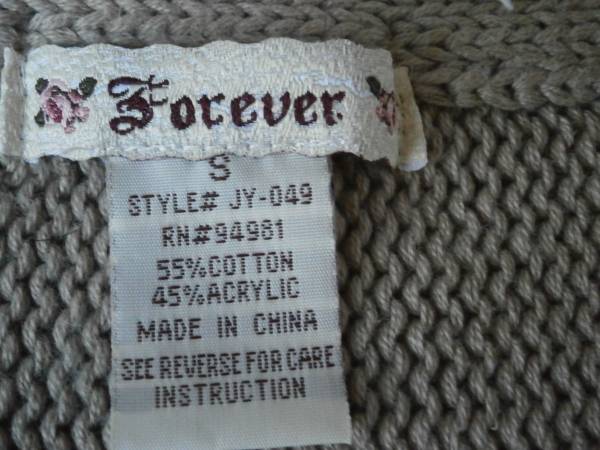 Forever
S
STYLE# JY-049
RN#94981
55%COTTON
45%ACRYLIC
MADE IN CHINA
SEE REVERSE FOR CARE
INSTRUCTION